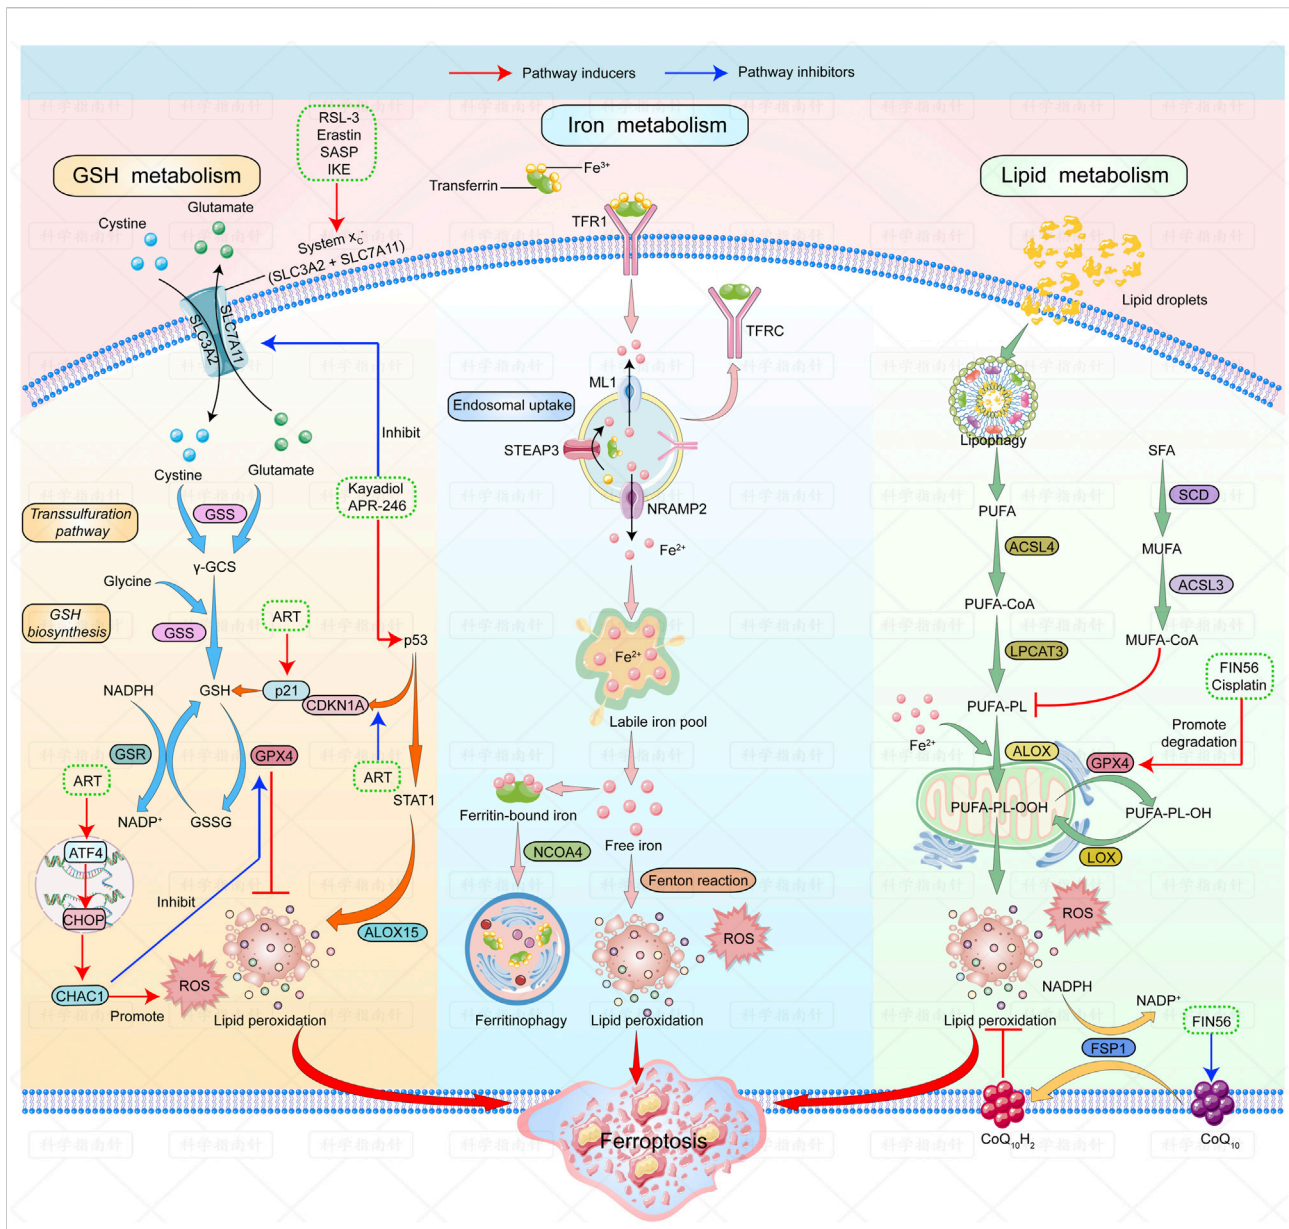 Pathway inducers
Pathway inhibitors
GSH metabolism
Iron metabolism
Lipid metabolism
RSL-3
Erastin
SASP
IKE
Cystine
Glutamate
System xc-
(SLC3A2 + SLC7A11)
SLC3A2
SLC7A11
Cystine
Glutamate
Inhibit
Kayadiol
APR-246
Transsulfuration
pathway
GSS
γ-GCS
Glycine
GSH
biosynthesis
GSS
ART
p53
NADPH
GSH
p21
CDKN1A
GSR
GPX4
ART
ART
STAT1
NADP+
GSSG
ATF4
CHOP
Inhibit
ALOX15
CHAC1
Promote
ROS
Lipid peroxidation
Fe3+
Transferrin
TFR1
TFRC
ML1
Endosomal uptake
STEAP3
NRAMP2
Fe2+
Fe2+
Labile iron pool
Ferritin-bound iron
Free iron
NCOA4
Fenton reaction
ROS
Ferritinophagy
Lipid peroxidation
Ferroptosis
Lipid droplets
Lipophagy
SFA
SCD
PUFA
MUFA
ACSL4
ACSL3
PUFA-CoA
MUFA-CoA
LPCAT3
FIN56
Cisplatin
PUFA-PL
Fe2+
Promote
degradation
ALOX
GPX4
PUFA-PL-OOH
PUFA-PL-OH
LOX
ROS
NADPH
NADP+
Lipid peroxidation
FIN56
FSP1
CoQ10H2
CoQ10
科学指南针